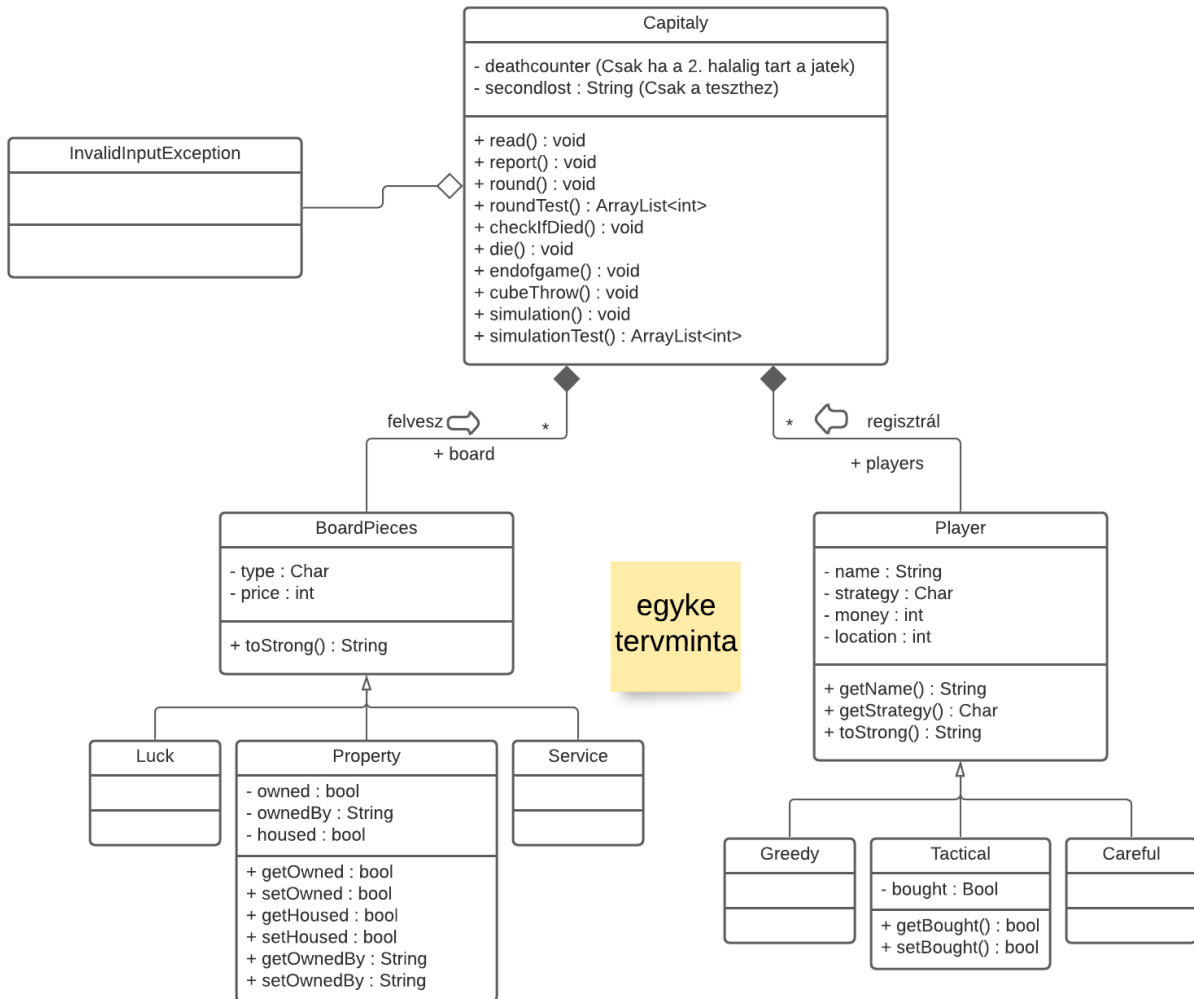 Capitaly
- deathcounter (Csak ha a 2. halalig tart a jatek)
- secondlost : String (Csak a teszthez)
+ read() : void
+ report() : void
+ round() : void
+ roundTest() : ArrayList<int>
+ checkIfDied() : void
+ die() : void
+ endofgame() : void
+ cubeThrow() : void
+ simulation() : void
+ simulationTest() : ArrayList<int>
InvalidInputException
felvesz
*
+ board
* 
regisztrál
+ players
BoardPieces
- type : Char
- price : int
+ toStrong() : String
egyke
tervminta
Player
- name : String
- strategy : Char
- money : int
- location : int
+ getName() : String
+ getStrategy() : Char
+ toStrong() : String
Luck
Property
- owned : bool
- ownedBy : String
- housed : bool
+ getOwned : bool
+ setOwned : bool
+ getHoused : bool
+ setHoused : bool
+ getOwnedBy : String
+ setOwnedBy : String
Service
Greedy
Tactical
- bought : Bool
+ getBought() : bool
+ setBought() : bool
Careful